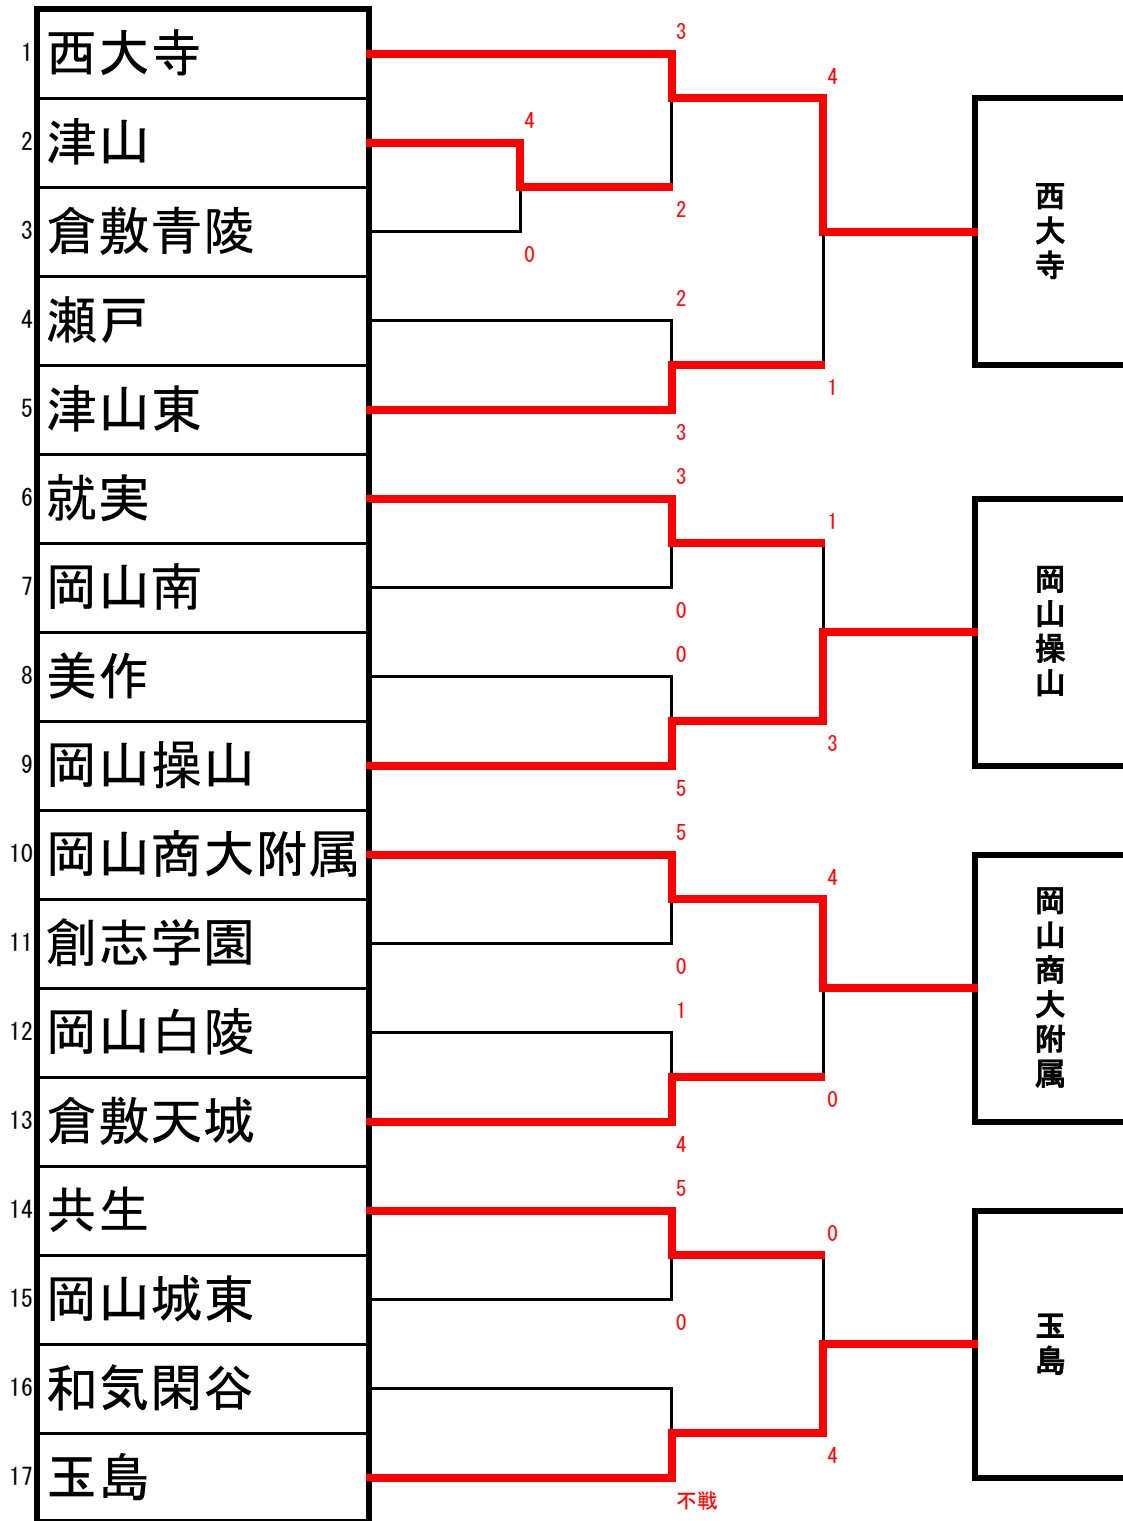 1 西大寺
2 津山
3 倉敷青陵
4 瀬戸
5 津山東
6 就実
7 岡山南
8 美作
9 岡山操山
10 岡山商大附属
11 創志学園
12 岡山白陵
13 倉敷天城
14 共生
15 岡山城東
16 和気閑谷
17 玉島
4
0
3
2
2
3
3
0
0
5
5
0
1
4
5
0
不戦
4
1
1
3
4
0
0
4
西大寺
岡山操山
岡山商大附属
玉島